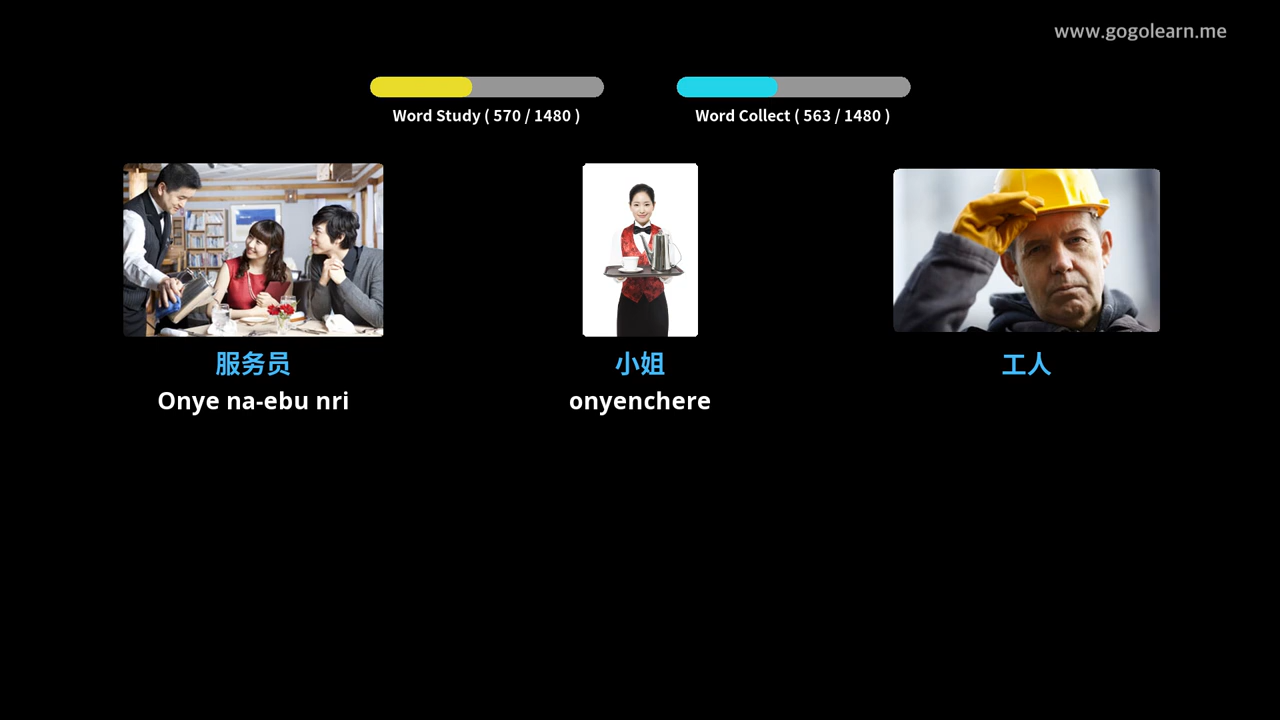 www.gogolearn.me
Word Study ( 570 / 1480 )
Word Collect ( 563 / 1480 )
服务员
Onye na-ebu nri
小姐
onyenchere
工人